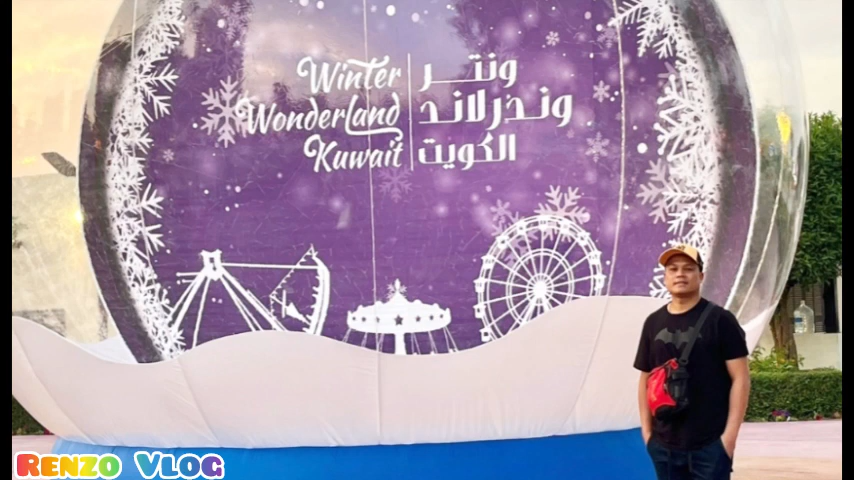 Winter
Wonderland
Kuwait
ونتر
وندرلاند
الكويت
RENZO VLOG